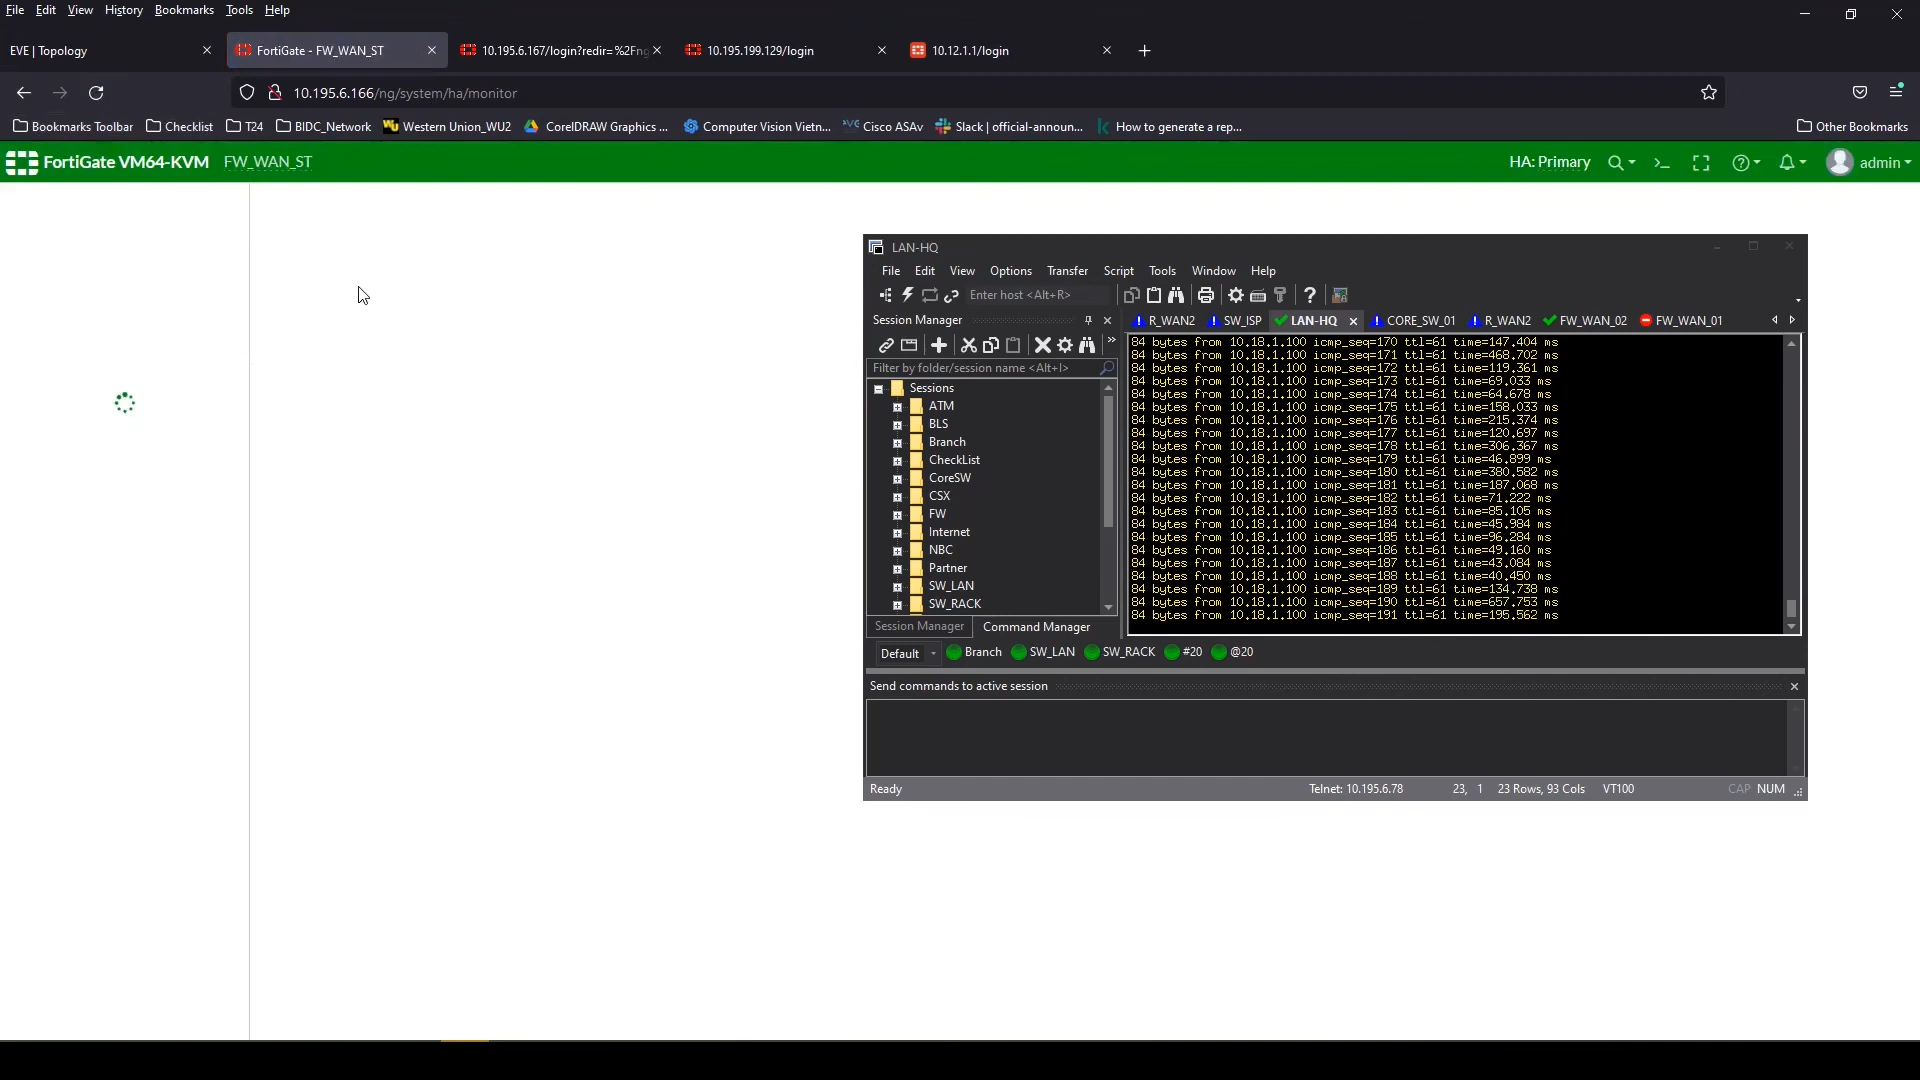 File Edit View History Bookmarks Tools Help
EVE | Topology
FortiGate - FW_WAN_ST
10.195.6.167/login?redir=%2Fng
10.195.199.129/login
10.12.1.1/login
10.195.6.166/ng/system/ha/monitor
Bookmarks Toolbar Checklist T24 BIDC_Network Western Union_WU2 CorelDRAW Graphics ... Computer Vision Vietn... Cisco ASAv Slack | official-announ... How to generate a rep... Other Bookmarks
FortiGate VM64-KVM FW_WAN_ST HA: Primary admin
LAN-HQ
File Edit View Options Transfer Script Tools Window Help
Enter host <Alt+R>
Session Manager
R_WAN2 SW_ISP LAN-HQ CORE_SW_01 R_WAN2 FW_WAN_02 FW_WAN_01
Filter by folder/session name <Alt+I>
Sessions
ATM
BLS
Branch
CheckList
CoreSW
CSX
FW
Internet
NBC
Partner
SW_LAN
SW_RACK
84 bytes from 10.18.1.100 icmp_seq=170 ttl=61 time=147.404 ms
84 bytes from 10.18.1.100 icmp_seq=171 ttl=61 time=468.702 ms
84 bytes from 10.18.1.100 icmp_seq=172 ttl=61 time=119.361 ms
84 bytes from 10.18.1.100 icmp_seq=173 ttl=61 time=69.033 ms
84 bytes from 10.18.1.100 icmp_seq=174 ttl=61 time=64.678 ms
84 bytes from 10.18.1.100 icmp_seq=175 ttl=61 time=158.033 ms
84 bytes from 10.18.1.100 icmp_seq=176 ttl=61 time=215.374 ms
84 bytes from 10.18.1.100 icmp_seq=177 ttl=61 time=120.697 ms
84 bytes from 10.18.1.100 icmp_seq=178 ttl=61 time=306.367 ms
84 bytes from 10.18.1.100 icmp_seq=179 ttl=61 time=46.899 ms
84 bytes from 10.18.1.100 icmp_seq=180 ttl=61 time=380.582 ms
84 bytes from 10.18.1.100 icmp_seq=181 ttl=61 time=187.068 ms
84 bytes from 10.18.1.100 icmp_seq=182 ttl=61 time=71.222 ms
84 bytes from 10.18.1.100 icmp_seq=183 ttl=61 time=85.105 ms
84 bytes from 10.18.1.100 icmp_seq=184 ttl=61 time=45.984 ms
84 bytes from 10.18.1.100 icmp_seq=185 ttl=61 time=96.284 ms
84 bytes from 10.18.1.100 icmp_seq=186 ttl=61 time=49.160 ms
84 bytes from 10.18.1.100 icmp_seq=187 ttl=61 time=43.084 ms
84 bytes from 10.18.1.100 icmp_seq=188 ttl=61 time=40.450 ms
84 bytes from 10.18.1.100 icmp_seq=189 ttl=61 time=134.738 ms
84 bytes from 10.18.1.100 icmp_seq=190 ttl=61 time=657.753 ms
84 bytes from 10.18.1.100 icmp_seq=191 ttl=61 time=195.562 ms
Session Manager Command Manager
Default Branch SW_LAN SW_RACK #20 @20
Send commands to active session
Ready Telnet: 10.195.6.78 23, 1 23 Rows, 93 Cols VT100 CAP NUM